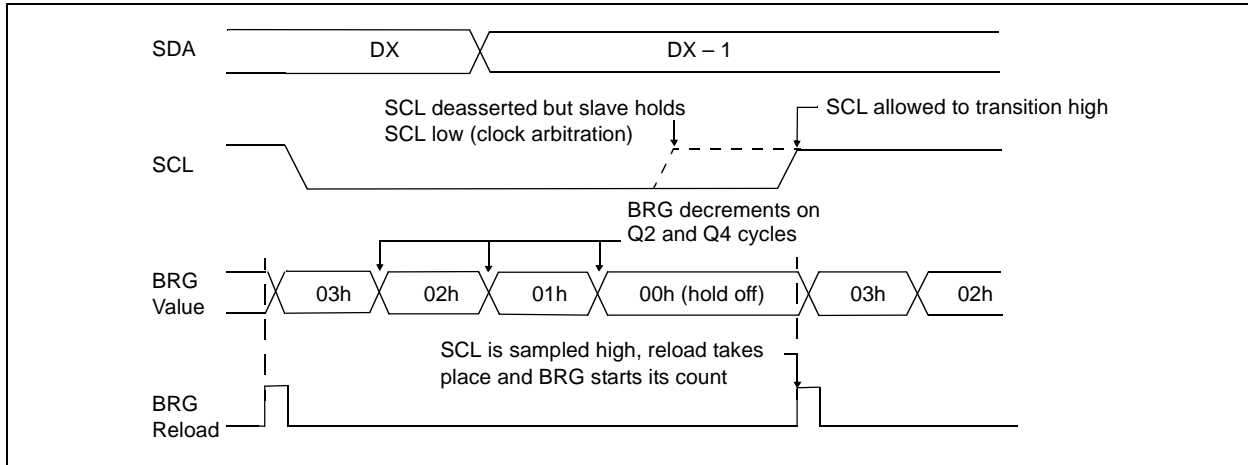 SDA
DX
DX – 1
SCL deasserted but slave holds
SCL low (clock arbitration)
SCL allowed to transition high
SCL
BRG decrements on
Q2 and Q4 cycles
BRG
Value
03h
02h
01h
00h (hold off)
03h
02h
SCL is sampled high, reload takes
place and BRG starts its count
BRG
Reload